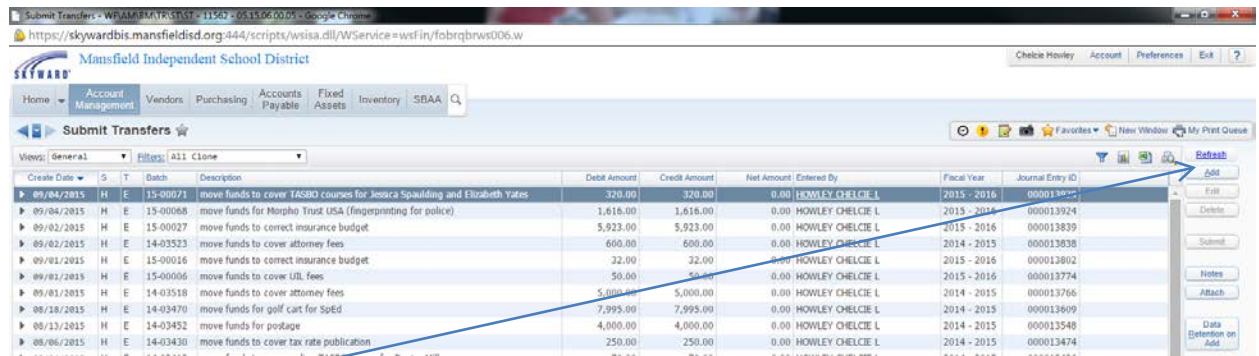 Submit Transfers - WF\AM\BM\TR\ST\ST - 11562 - 05.15.06.00.05 - Google Chrome
https://skywardbis.mansfieldisd.org:444/scripts/wsisa.dll/WService=wsFin/fobrqbrws006.w
SKYWARD Mansfield Independent School District Chelcie Howley Account Preferences Exit ?
Home Account Management Vendors Purchasing Accounts Payable Fixed Assets Inventory SBAA
Submit Transfers Favorites New Window My Print Queue
Views: General Filters: All Clone Refresh
Create Date S T Batch Description Debit Amount Credit Amount Net Amount Entered By Fiscal Year Journal Entry ID Add
09/04/2015 H E 15-00071 move funds to cover TASBO courses for Jessica Spaulding and Elizabeth Yates 320.00 320.00 0.00 HOWLEY CHELCIE L 2015 - 2016 Edit
09/04/2015 H E 15-00068 move funds for Morpho Trust USA (fingerprinting for police) 1,616.00 1,616.00 0.00 HOWLEY CHELCIE L 2015 - 2016 000013924 Delete
09/02/2015 H E 15-00027 move funds to correct insurance budget 5,923.00 5,923.00 0.00 HOWLEY CHELCIE L 2015 - 2016 000013839
09/02/2015 H E 14-03523 move funds to cover attorney fees 600.00 600.00 0.00 HOWLEY CHELCIE L 2014 - 2015 000013838 Submit
09/01/2015 H E 15-00016 move funds to correct insurance budget 32.00 32.00 0.00 HOWLEY CHELCIE L 2015 - 2016 000013802
09/01/2015 H E 15-00006 move funds to cover UIL fees 50.00 50.00 0.00 HOWLEY CHELCIE L 2015 - 2016 000013774 Notes
09/01/2015 H E 14-03518 move funds to cover attorney fees 5,000.00 5,000.00 0.00 HOWLEY CHELCIE L 2014 - 2015 000013766 Attach
08/18/2015 H E 14-03470 move funds for golf cart for SpEd 7,995.00 7,995.00 0.00 HOWLEY CHELCIE L 2014 - 2015 000013609
08/13/2015 H E 14-03452 move funds for postage 4,000.00 4,000.00 0.00 HOWLEY CHELCIE L 2014 - 2015 000013548 Data Retention on Add
08/06/2015 H E 14-03430 move funds to cover tax rate publication 250.00 250.00 0.00 HOWLEY CHELCIE L 2014 - 2015 000013474